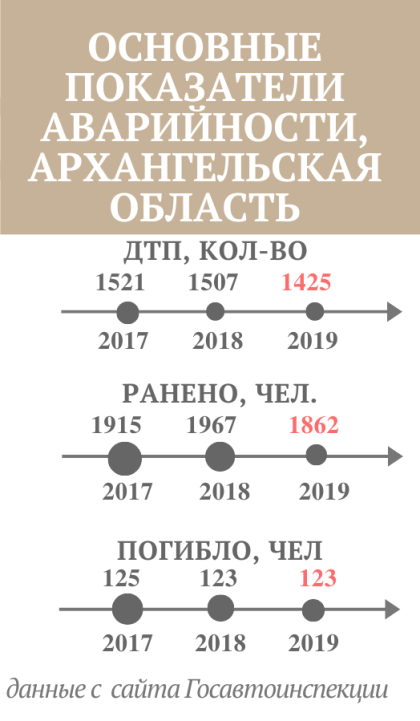 ОСНОВНЫЕ
ПОКАЗАТЕЛИ
АВАРИЙНОСТИ,
АРХАНГЕЛЬСКАЯ
ОБЛАСТЬ
ДТП, КОЛ-ВО
1521 1507 1425
2017 2018 2019
РАНЕНО, ЧЕЛ.
1915 1967 1862
2017 2018 2019
ПОГИБЛО, ЧЕЛ
125 123 123
2017 2018 2019
данные с сайта Госавтоинспекции